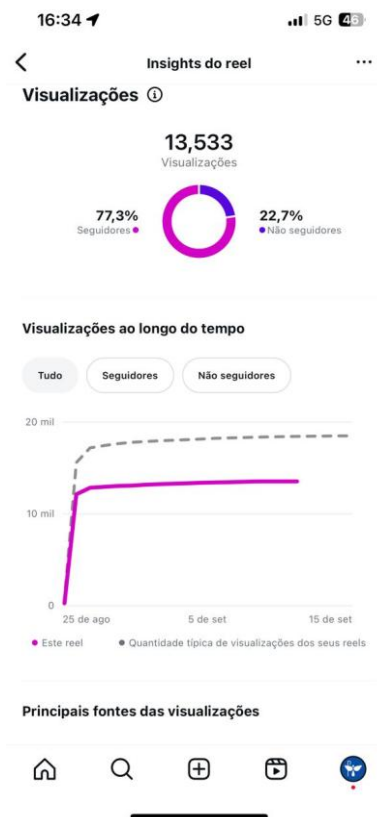 16:34
5G 46
Insights do reel
Visualizações
13,533
Visualizações
77,3%
Seguidores
22,7%
Não seguidores
Visualizações ao longo do tempo
Tudo Seguidores Não seguidores
20 mil
10 mil
0
25 de ago 5 de set 15 de set
Este reel Quantidade típica de visualizações dos seus reels
Principais fontes das visualizações